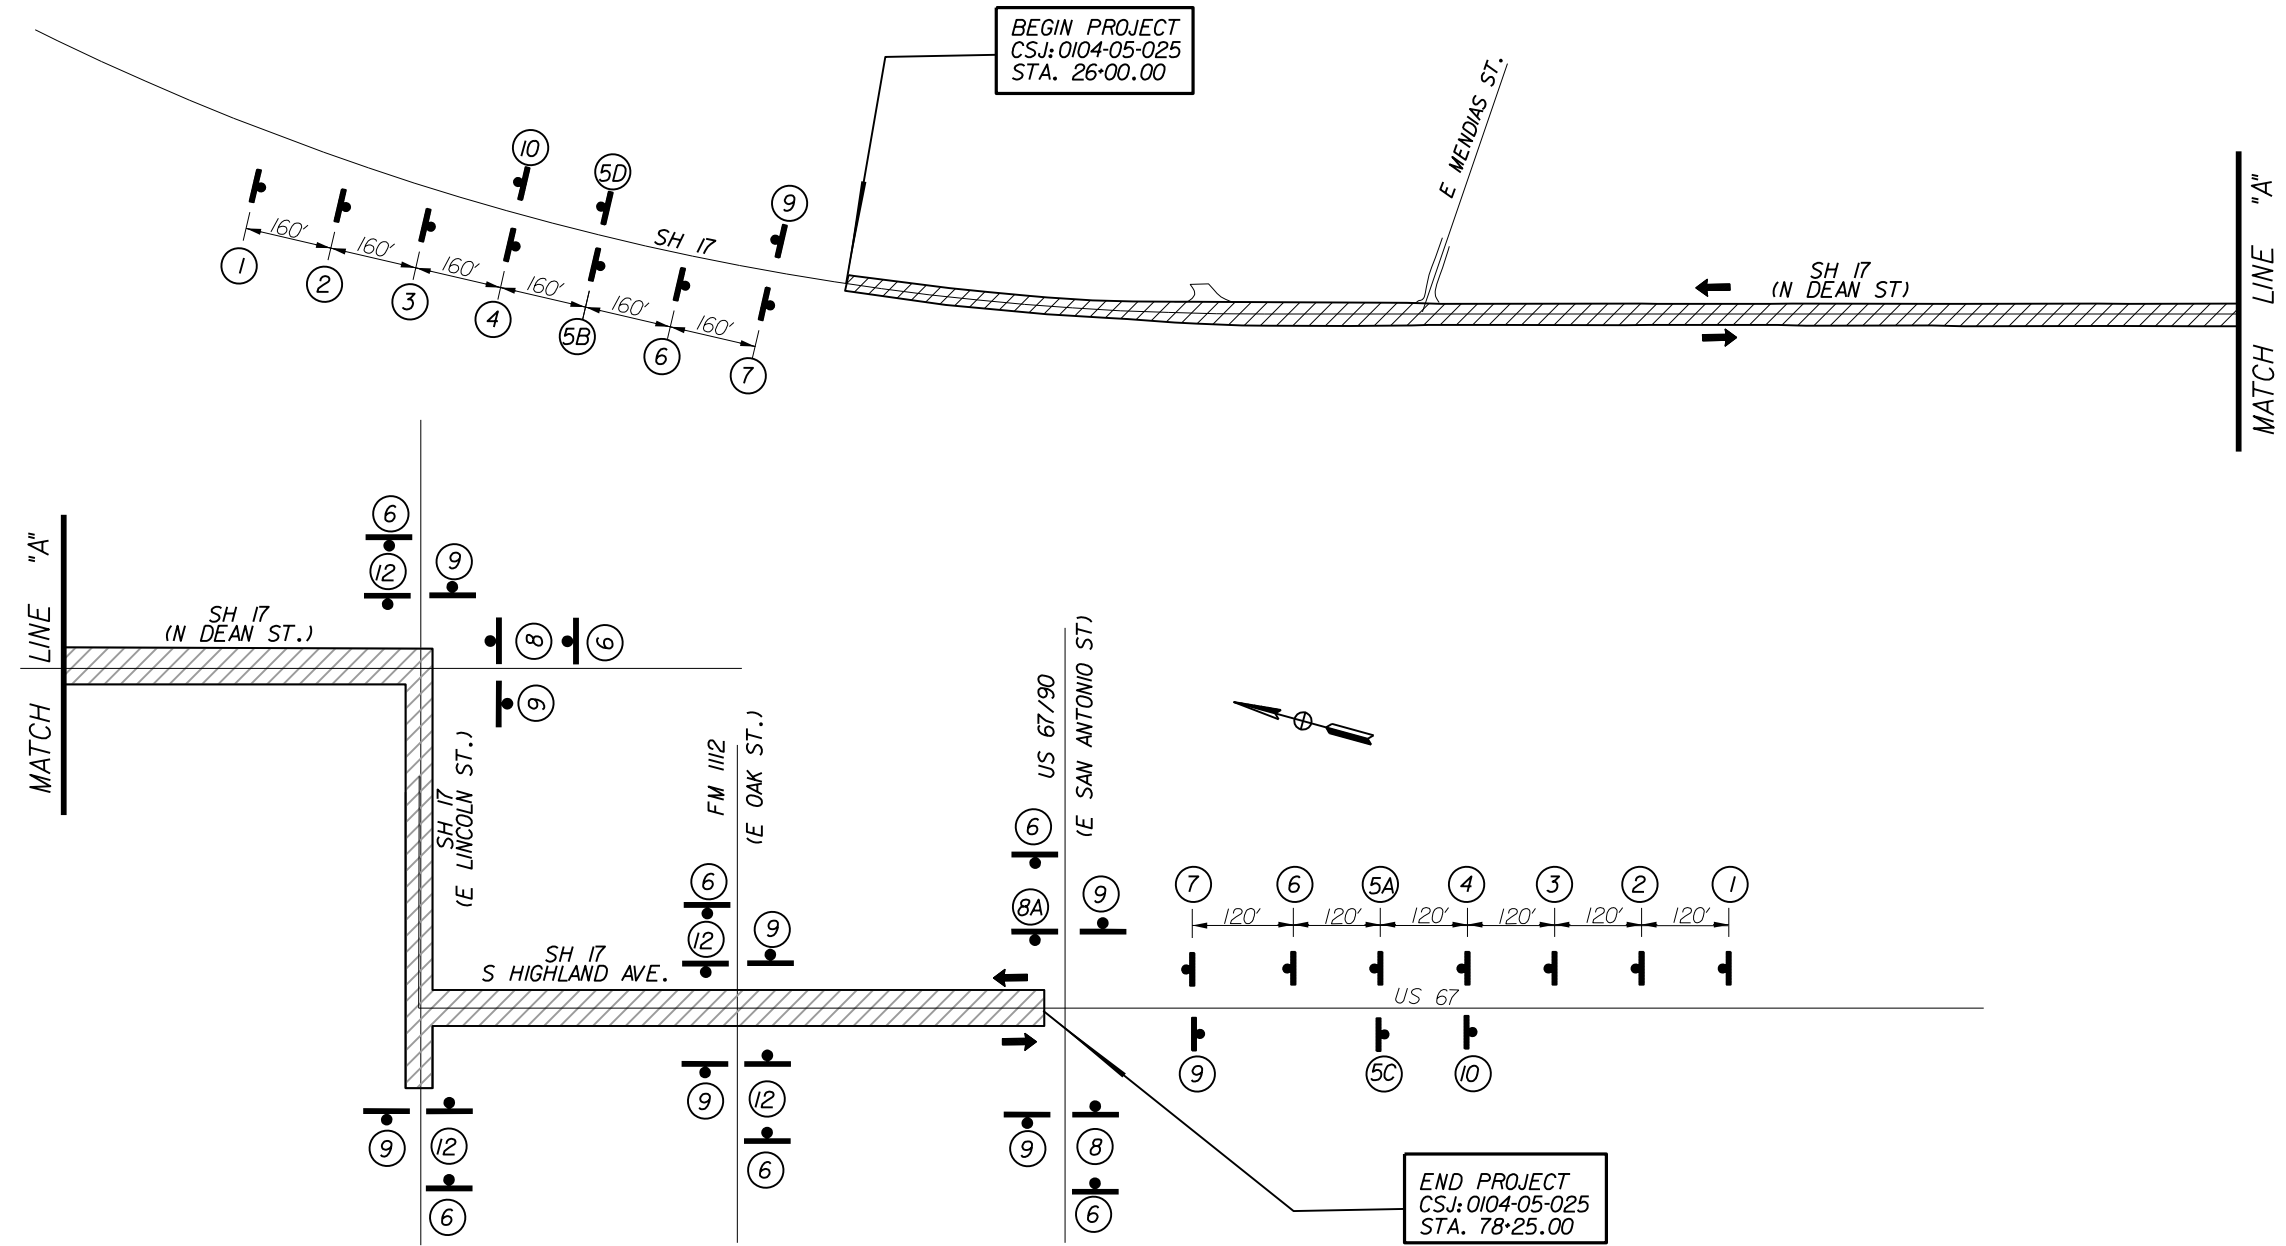 BEGIN PROJECT
CSJ:0104-05-025
STA. 26+00.00
E MENDIAS ST.
10
5D
9
SH 17
160'
160'
160'
160'
160'
160'
1
2
3
4
5B
6
7
SH 17
(N DEAN ST)
MATCH LINE "A"
MATCH LINE "A"
6
12
9
SH 17
(N DEAN ST.)
8
6
9
SH 17
(E LINCOLN ST.)
FM 1112
(E OAK ST.)
US 67/90
(E SAN ANTONIO ST)
6
8A
9
6
12
9
SH 17
S HIGHLAND AVE.
7
6
5A
4
3
2
1
120'
120'
120'
120'
120'
120'
US 67
9
5C
10
9
12
6
9
12
6
9
8
6
END PROJECT
CSJ:0104-05-025
STA. 78+25.00